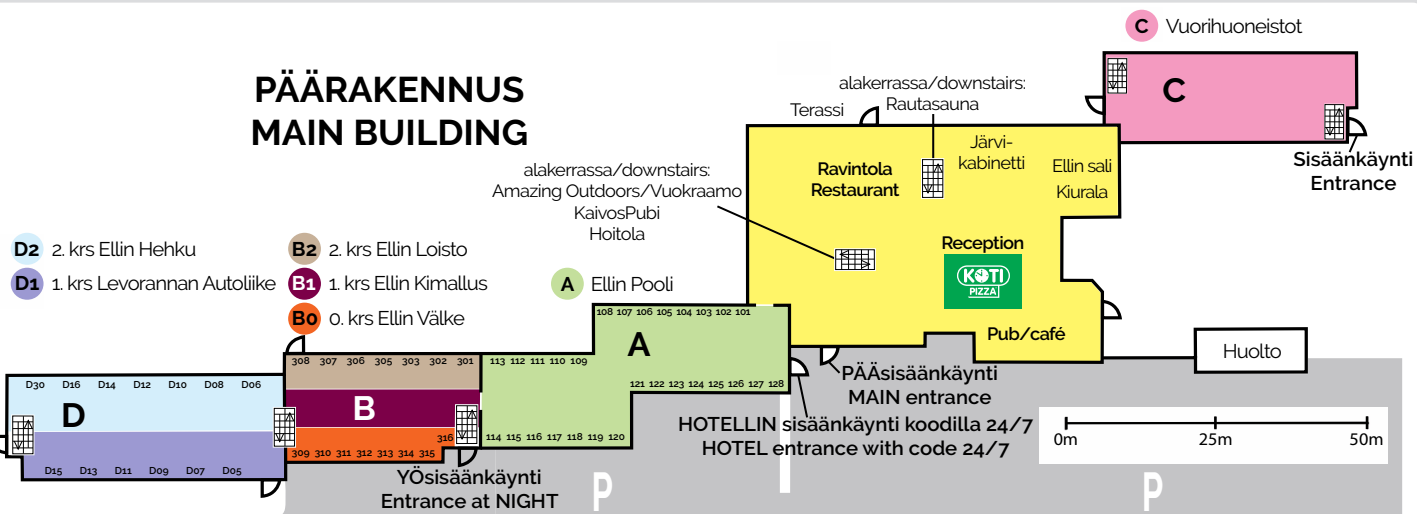 C Vuorihuoneistot
PÄÄRAKENNUS
MAIN BUILDING
alakerrassa/downstairs:
Rautasauna
Terassi
C
Järvi-
kabinetti
Ravintola
Restaurant
Ellin sali
Kiurala
Sisäänkäynti
Entrance
alakerrassa/downstairs:
Amazing Outdoors/Vuokraamo
KaivosPubi
Hoitola
D2 2. krs Ellin Hehku
D1 1. krs Levorannan Autoliike
B2 2. krs Ellin Loisto
B1 1. krs Ellin Kimallus
B0 0. krs Ellin Välke
A Ellin Pooli
Reception
KOTI
PIZZA
Pub/café
Huolto
108 107 106 105 104 103 102 101
A
113 112 111 110 109
121 122 123 124 125 126 127 128
114 115 116 117 118 119 120
308 307 306 305 303 302 301
B
316
309 310 311 312 313 314 315
D30 D16 D14 D12 D10 D08 D06
D
D15 D13 D11 D09 D07 D05
PÄÄsisäänkäynti
MAIN entrance
HOTELLIN sisäänkäynti koodilla 24/7
HOTEL entrance with code 24/7
YÖsisäänkäynti
Entrance at NIGHT
0m 25m 50m
P
P